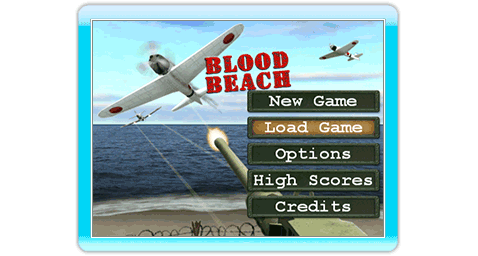 BLOOD
BEACH
New Game
Load Game
Options
High Scores
Credits